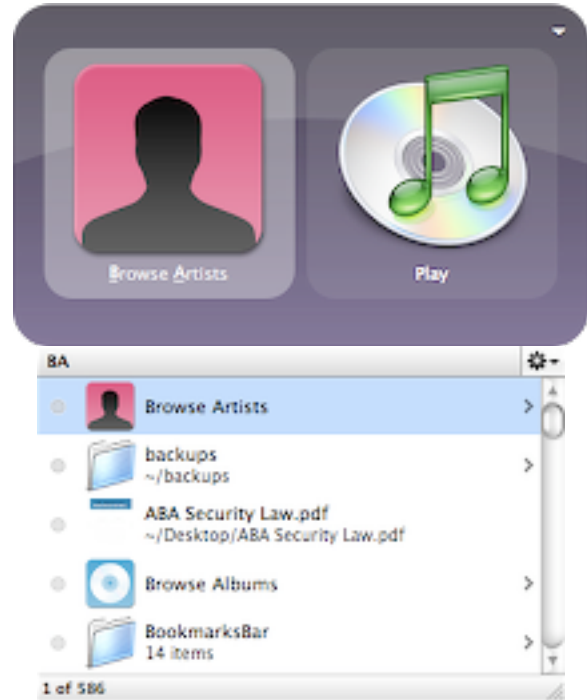 Browse Artists
Play
BA
Browse Artists
backups
~/backups
ABA Security Law.pdf
~/Desktop/ABA Security Law.pdf
Browse Albums
BookmarksBar
14 items
1 of 586